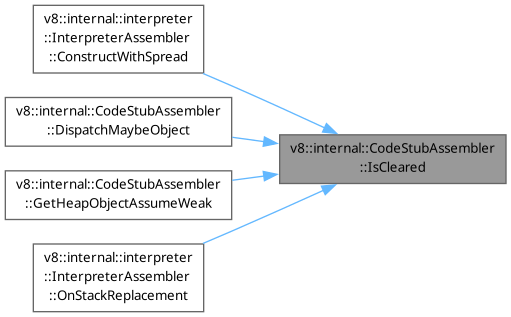 v8::internal::interpreter
::InterpreterAssembler
::ConstructWithSpread
v8::internal::CodeStubAssembler
::DispatchMaybeObject
v8::internal::CodeStubAssembler
::IsCleared
v8::internal::CodeStubAssembler
::GetHeapObjectAssumeWeak
v8::internal::interpreter
::InterpreterAssembler
::OnStackReplacement